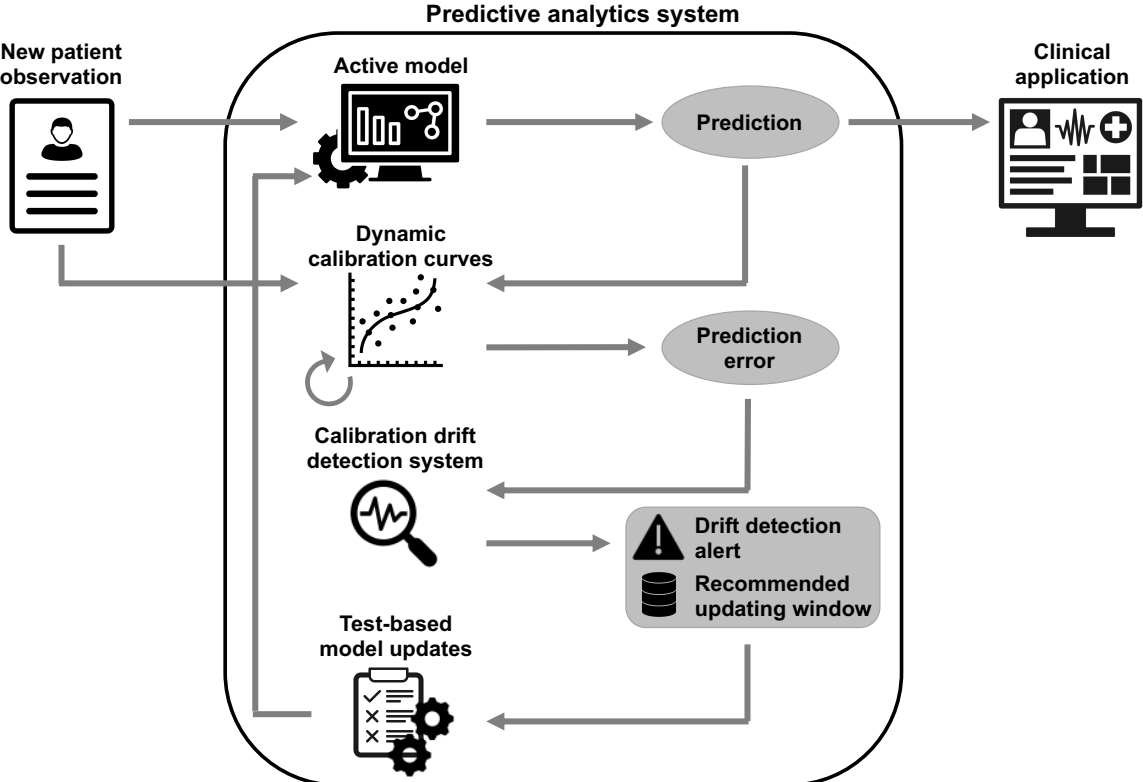 Predictive analytics system
New patient
observation
Active model
Prediction
Clinical
application
Dynamic
calibration curves
Prediction
error
Calibration drift
detection system
Drift detection
alert
Recommended
updating window
Test-based
model updates